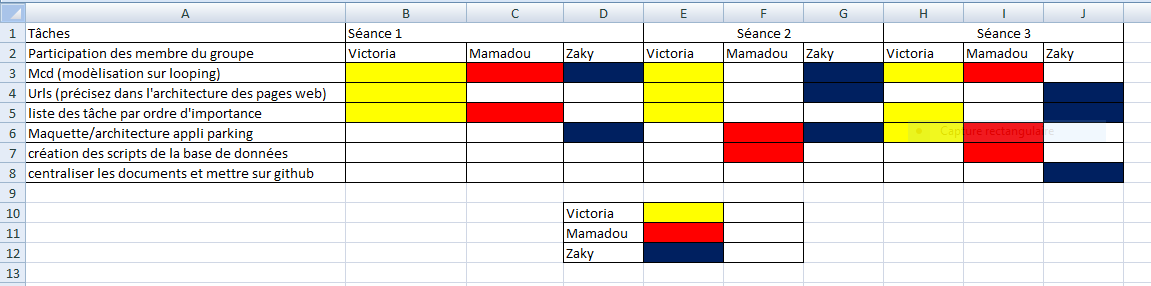 A B C D E F G H I J
1 Tâches Séance 1 Séance 2 Séance 3
2 Participation des membre du groupe Victoria Mamadou Zaky Victoria Mamadou Zaky Victoria Mamadou Zaky
3 Mcd (modèlisation sur looping)
4 Urls (précisez dans l'architecture des pages web)
5 liste des tâche par ordre d'importance
6 Maquette/architecture appli parking Capture rectangulaire
7 création des scripts de la base de données
8 centraliser les documents et mettre sur github
9
10 Victoria
11 Mamadou
12 Zaky
13